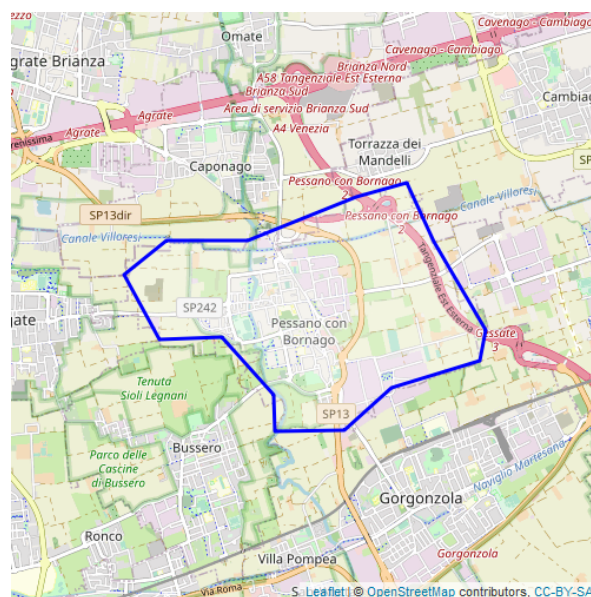 Omate
Cavenago - Cambiago
Cavenago - Cambiago
grate Brianza
Brianza Nord
A58 Tangenziale Est Esterna
Brianza Sud
Area di servizio Brianza Sud
Agrate
Agrate
A4 Venezia
Cambiag
Caponago
Torrazza dei
Mandelli
SP
Pessano con Bornago
2
SP13dir
Pessano con Bornago
2
Canale Villoresi
Canale Villoresi
Tangenziale Est Esterna
SP242
gate
Pessano con
Bornago
Gessate
3
Tenuta
Sioli Legnani
SP13
Bussero
Parco delle
Cascine
di Bussero
Naviglio Martesana
Gorgonzola
Ronco
Villa Pompea
Gorgonzola
Via Roma
S Leaflet | © OpenStreetMap contributors, CC-BY-SA